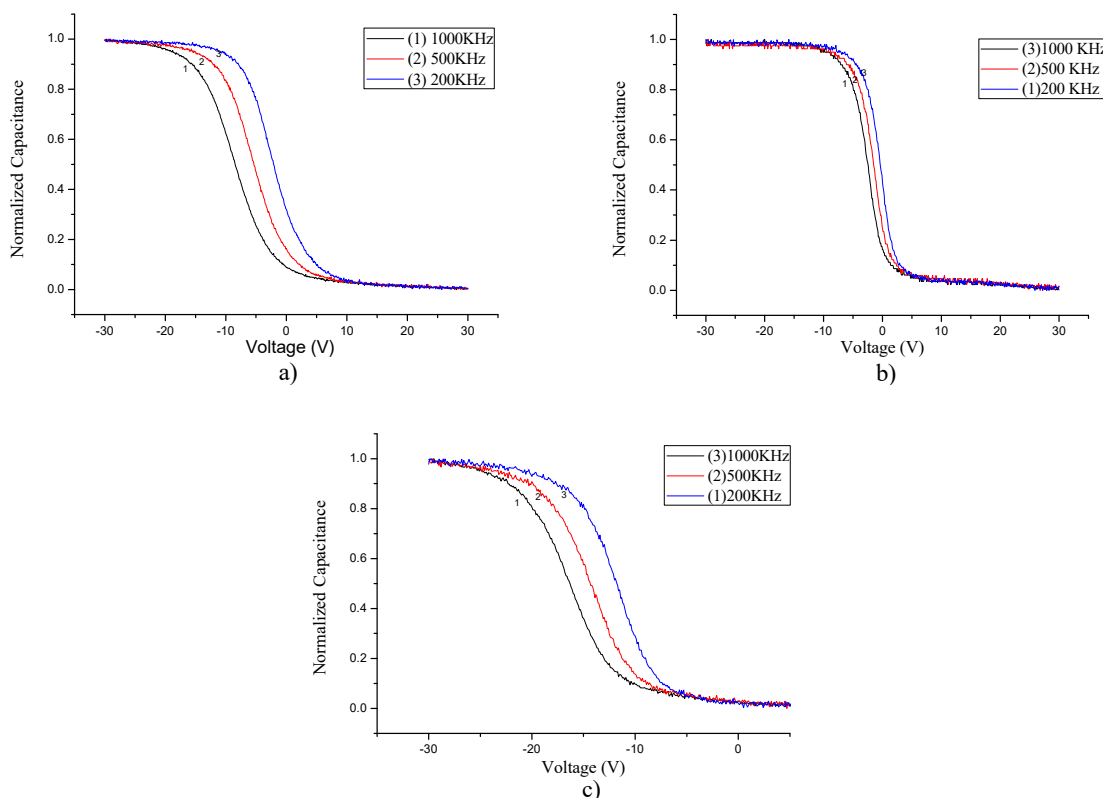 (1) 1000KHz
(2) 500KHz
(3) 200KHz
1 2 3
Normalized Capacitance
1.0
0.8
0.6
0.4
0.2
0.0
-30 -20 -10 0 10 20 30
Voltage (V)
a)
(3)1000 KHz
(2)500 KHz
(1)200 KHz
1 2 3
Normalized Capacitance
1.0
0.8
0.6
0.4
0.2
0.0
-30 -20 -10 0 10 20 30
Voltage (V)
b)
(3)1000KHz
(2)500KHz
(1)200KHz
1 2 3
Normalized Capacitance
1.0
0.8
0.6
0.4
0.2
0.0
-30 -20 -10 0
Voltage (V)
c)